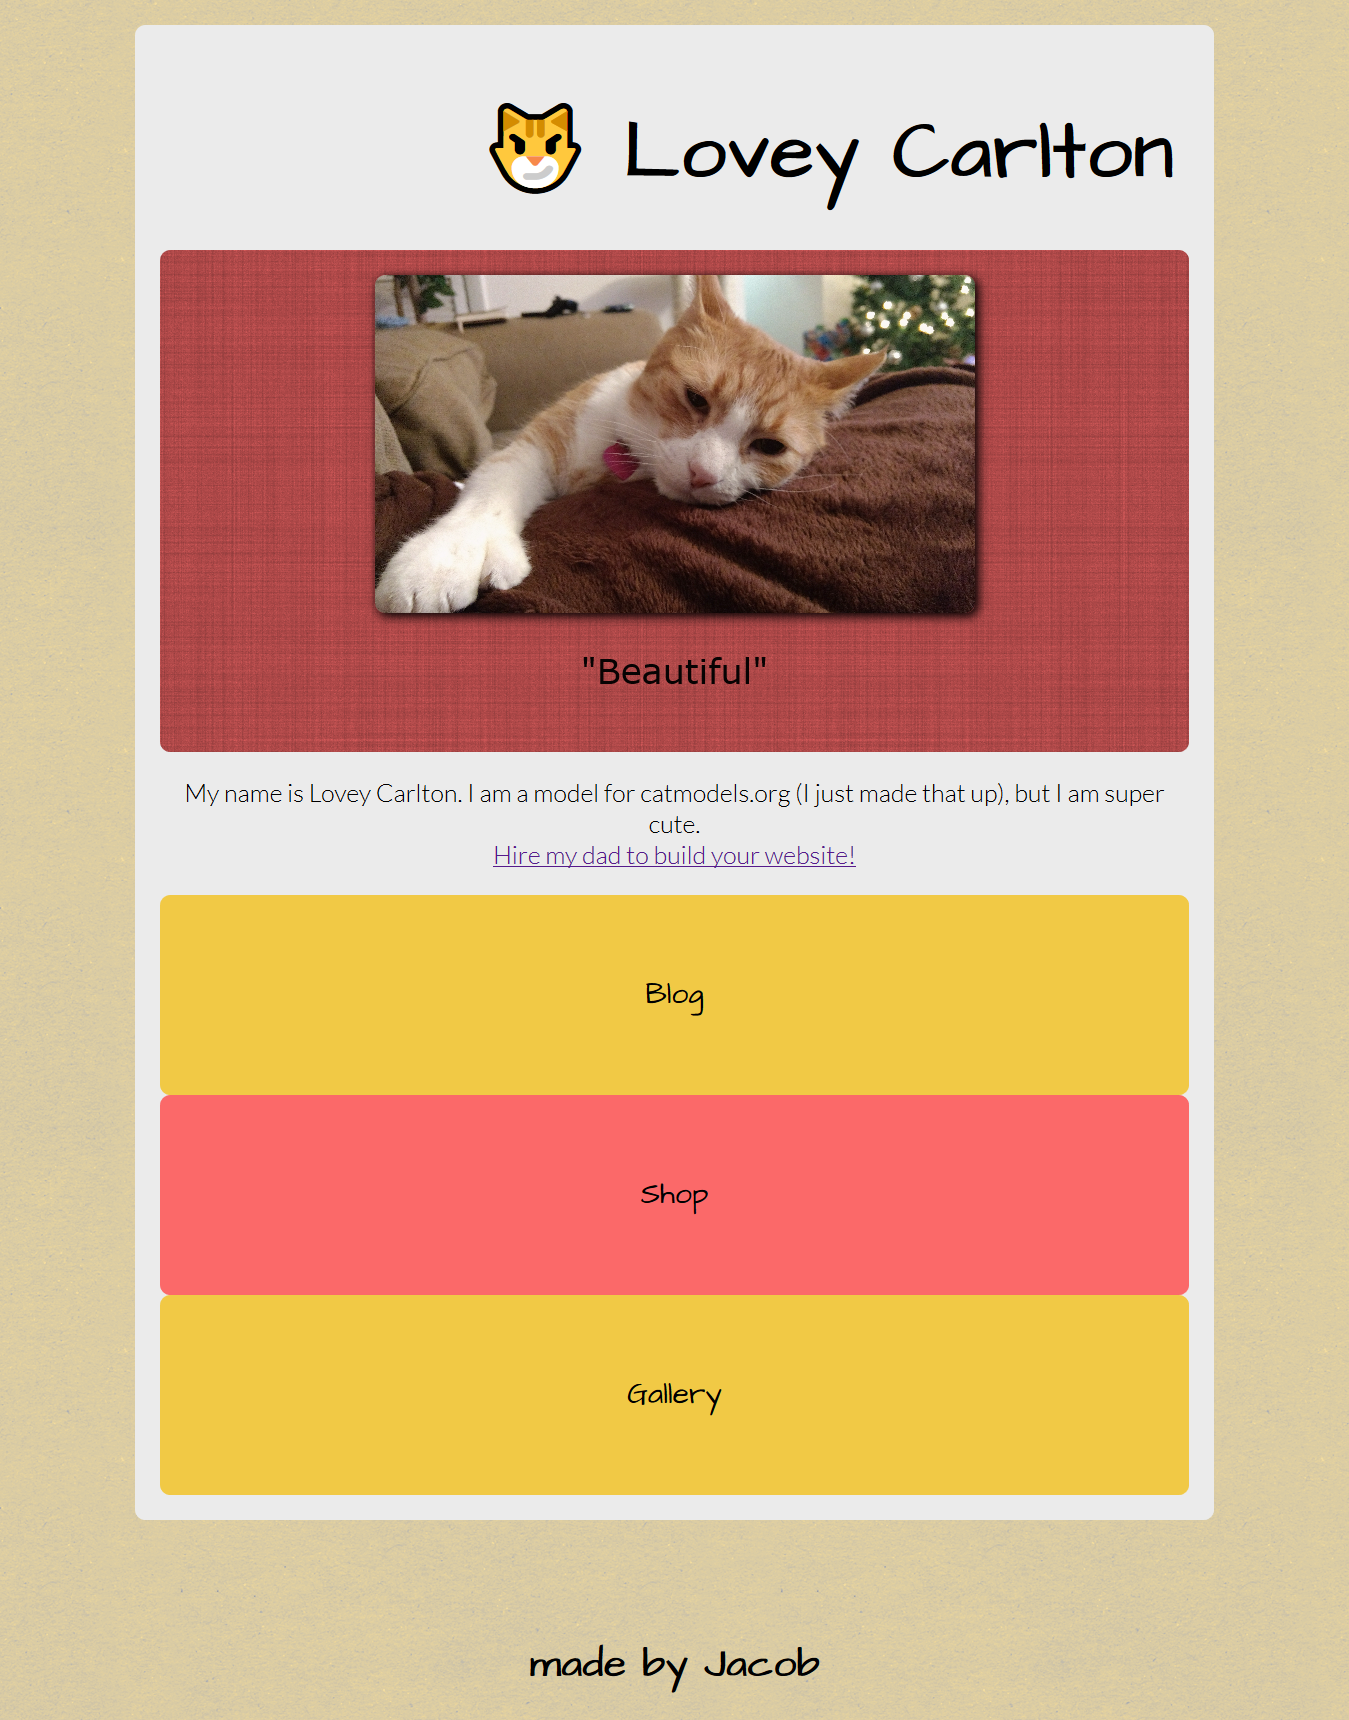 Lovey Carlton
"Beautiful"
My name is Lovey Carlton. I am a model for catmodels.org (I just made that up), but I am super
cute.
Hire my dad to build your website!
Blog
Shop
Gallery
made by Jacob